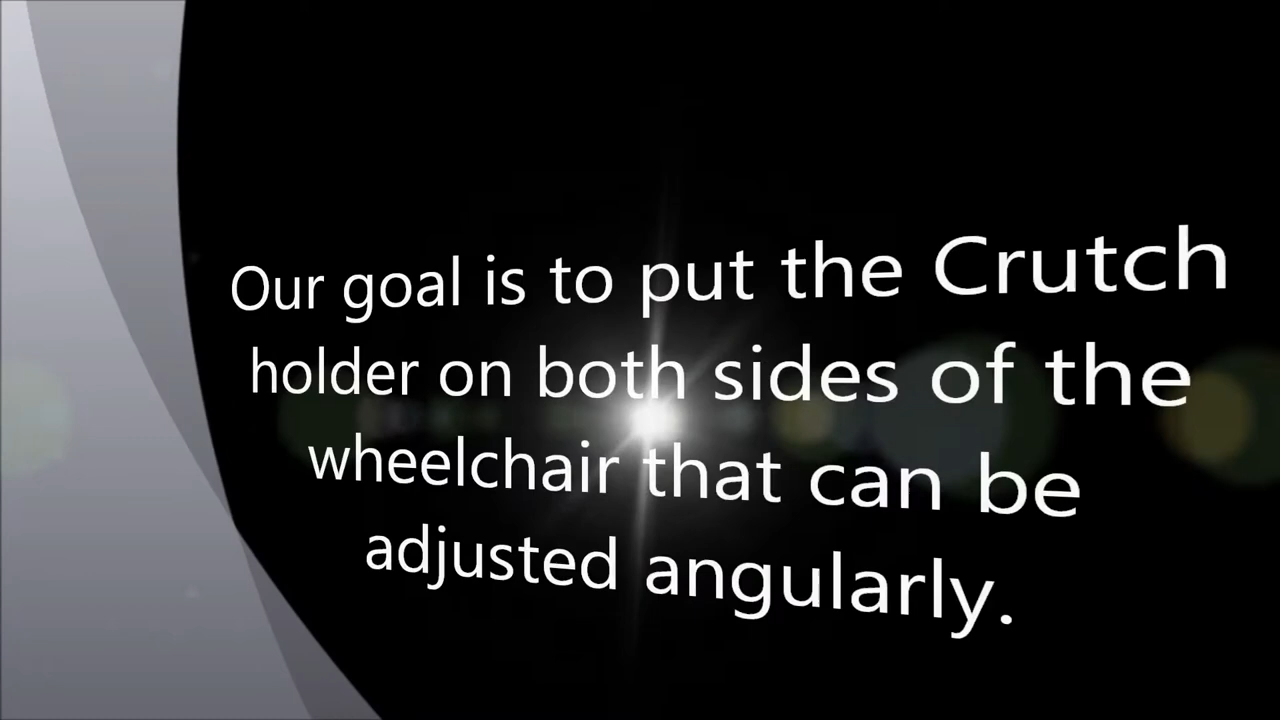 Our goal is to put the Crutch
holder on both sides of the
wheelchair that can be
adjusted angularly.